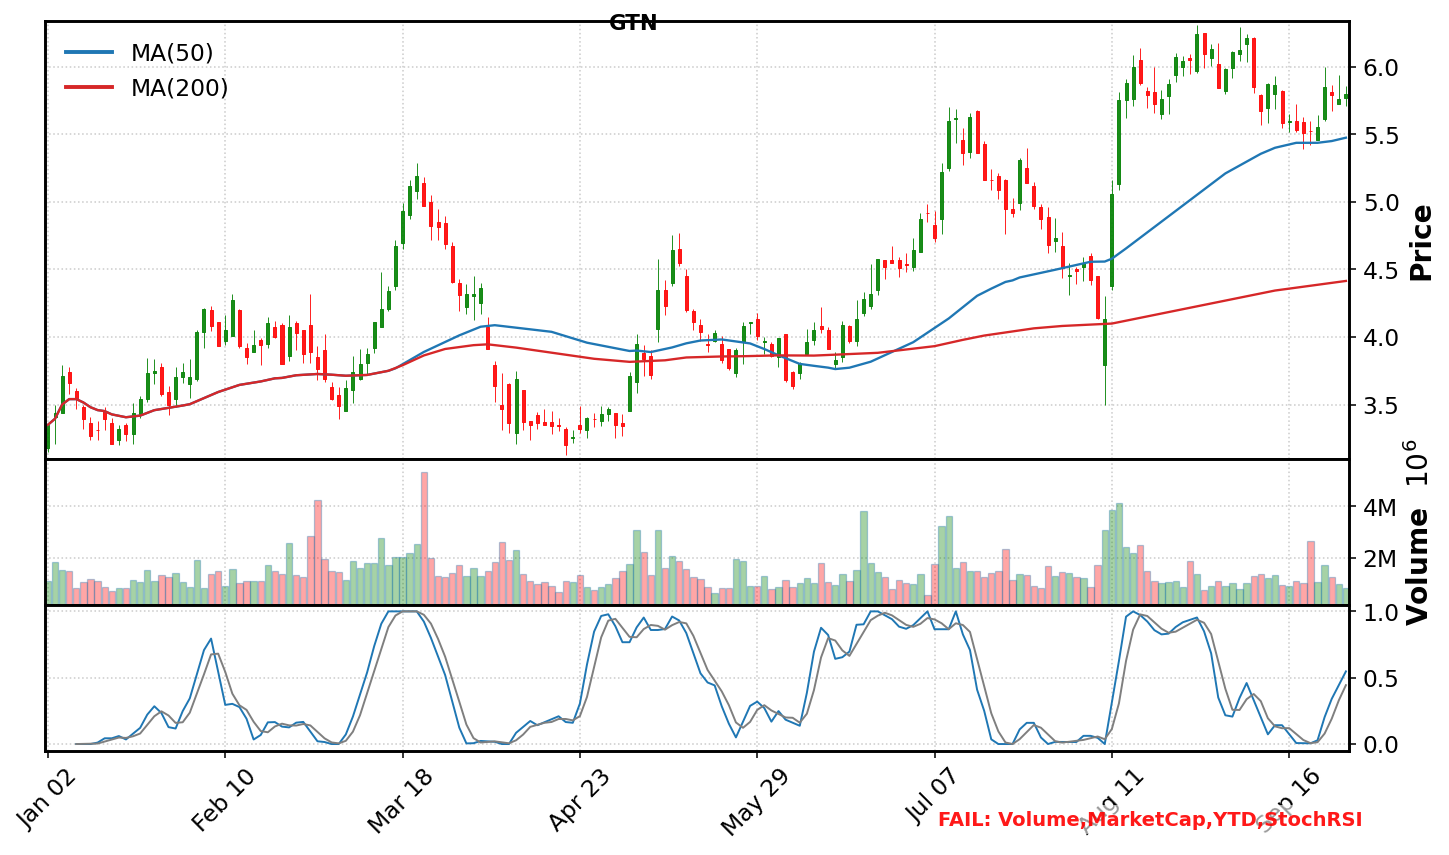 GTN
MA(50)
MA(200)
6.0
5.5
5.0
4.5
4.0
3.5
Price
10^6
4M
2M
Volume
1.0
0.5
0.0
Jan 02
Feb 10
Mar 18
Apr 23
May 29
Jul 07
Aug 11
Sep 16
FAIL: Volume,MarketCap,YTD,StochRSI